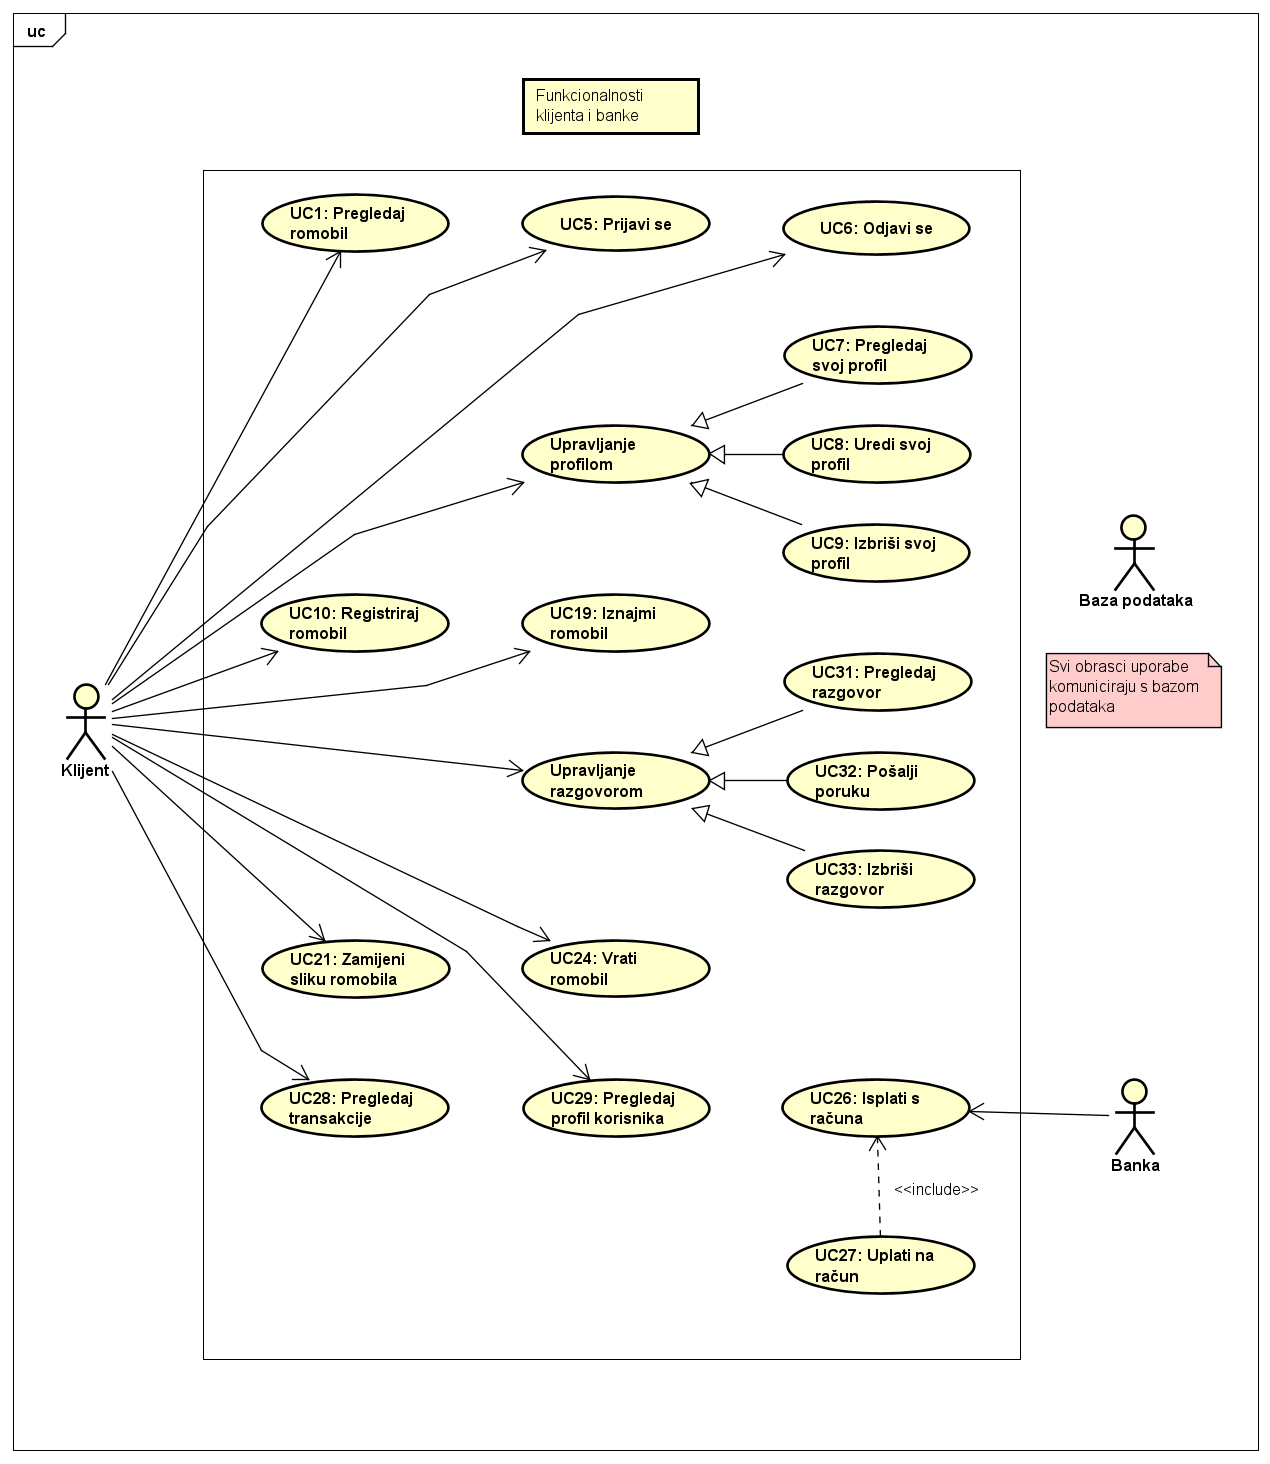 uc
Funkcionalnosti
klijenta i banke
UC1: Pregledaj
romobil
UC5: Prijavi se
UC6: Odjavi se
UC7: Pregledaj
svoj profil
Upravljanje
profilom
UC8: Uredi svoj
profil
UC9: Izbriši svoj
profil
Baza podataka
UC10: Registriraj
romobil
UC19: Iznajmi
romobil
UC31: Pregledaj
razgovor
Svi obrasci uporabe
komuniciraju s bazom
podataka
Klijent
Upravljanje
razgovorom
UC32: Pošalji
poruku
UC33: Izbriši
razgovor
UC21: Zamijeni
sliku romobila
UC24: Vrati
romobil
UC28: Pregledaj
transakcije
UC29: Pregledaj
profil korisnika
UC26: Isplati s
računa
Banka
<<include>>
UC27: Uplati na
račun